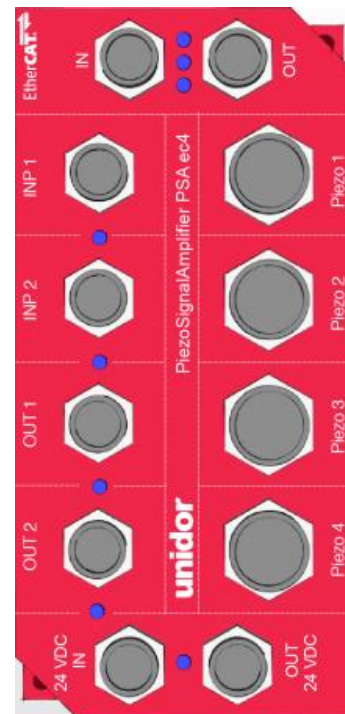 EtherCAT.
IN
OUT
INP 1
Piezo 1
INP 2
Piezo 2
OUT 1
Piezo 3
OUT 2
Piezo 4
PiezoSignalAmplifier PSA ec4
unidor
24 VDC
IN
OUT
24 VDC